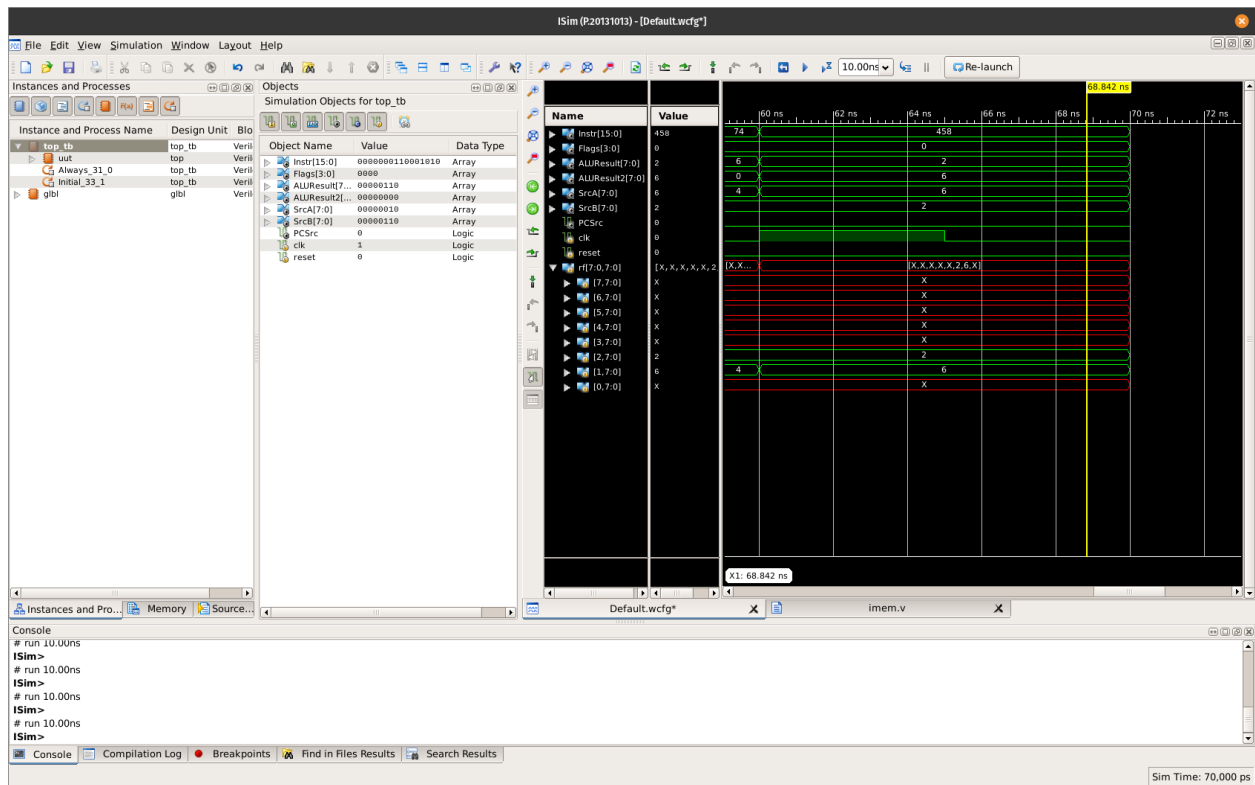 ISim (P.20131013) - [Default.wcfg*]
File Edit View Simulation Window Layout Help
10.00ns Re-launch
Instances and Processes
Instance and Process Name Design Unit Blo
top_tb top_tb Veril
uut top Veril
Always_31_0 top_tb Veril
Initial_33_1 top_tb Veril
glbl glbl Veril
Instances and Pro... Memory Source...
Objects
Simulation Objects for top_tb
Object Name Value Data Type
Instr[15:0] 0000000110001010 Array
Flags[3:0] 0000 Array
ALUResult[7... 00000110 Array
ALUResult2[... 00000000 Array
SrcA[7:0] 00000010 Array
SrcB[7:0] 00000110 Array
PCSrc 0 Logic
clk 1 Logic
reset 0 Logic
68.842 ns
Name Value 60 ns 62 ns 64 ns 66 ns 68 ns 70 ns 72 ns
Instr[15:0] 458 74 458
Flags[3:0] 0 0
ALUResult[7:0] 2 6 2
ALUResult2[7:0] 6 0 6
SrcA[7:0] 6 4 6
SrcB[7:0] 2 2
PCSrc 0
clk 0
reset 0
rf[7:0,7:0] [X,X,X,X,X,2, [X,X... [X,X,X,X,X,2,6,X]
[7,7:0] X X
[6,7:0] X X
[5,7:0] X X
[4,7:0] X X
[3,7:0] X X
[2,7:0] 2 2
[1,7:0] 6 4 6
[0,7:0] X X
X1: 68.842 ns
Default.wcfg* imem.v
Console
# run 10.00ns
ISim>
# run 10.00ns
ISim>
# run 10.00ns
ISim>
# run 10.00ns
ISim>
Console Compilation Log Breakpoints Find in Files Results Search Results
Sim Time: 70,000 ps